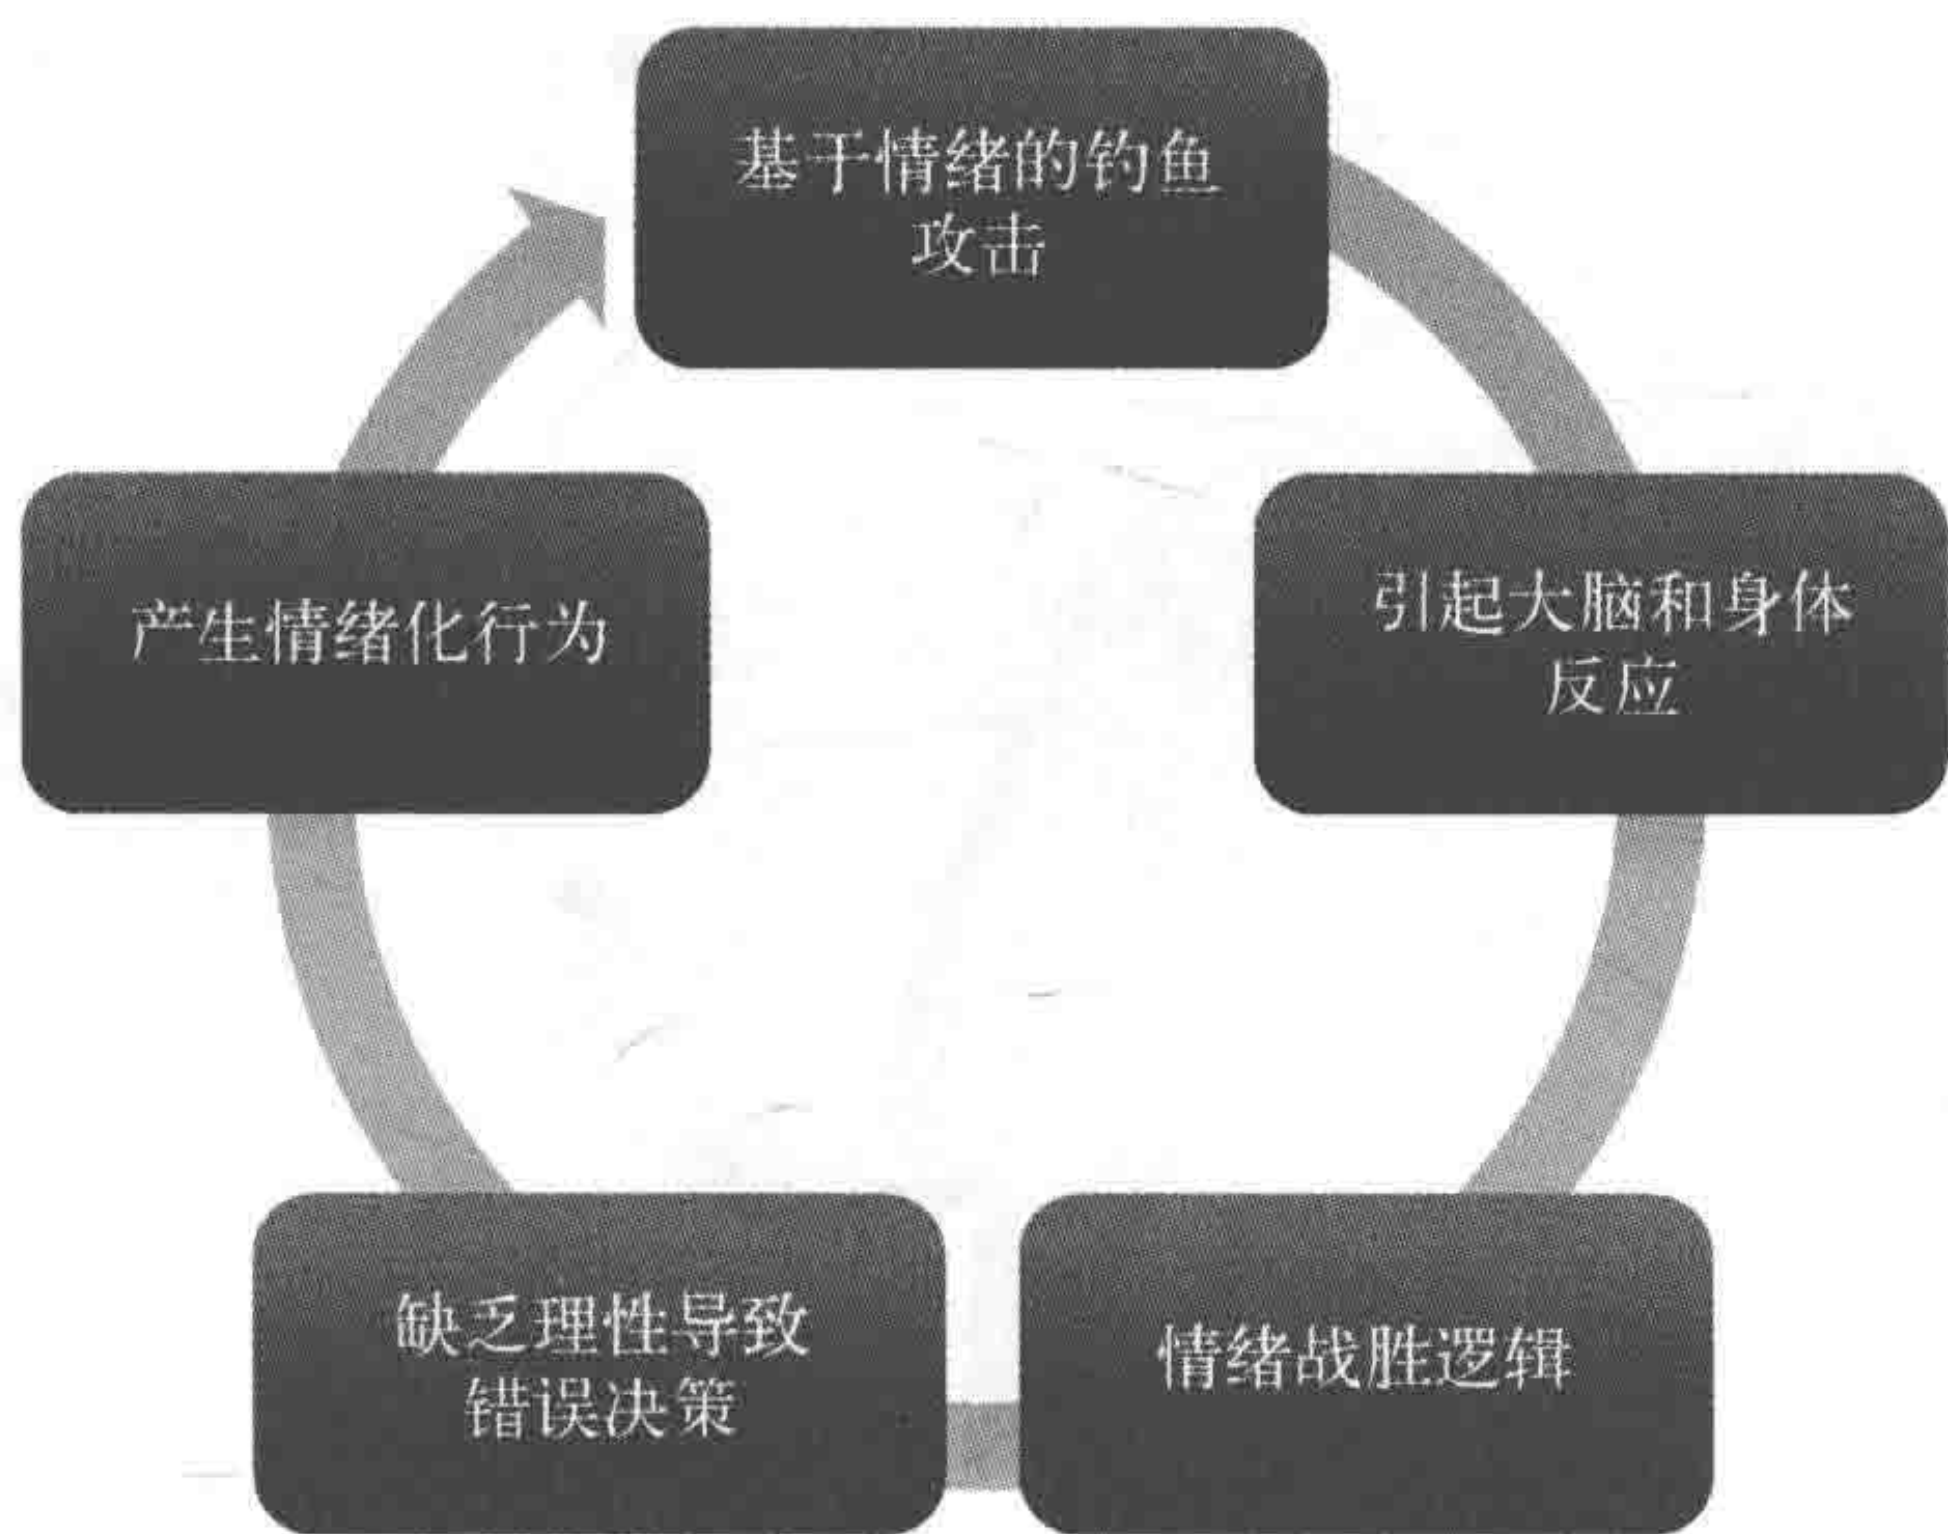 基于情绪的钓鱼
攻击
引起大脑和身体
反应
情绪战胜逻辑
缺乏理性导致
错误决策
产生情绪化行为